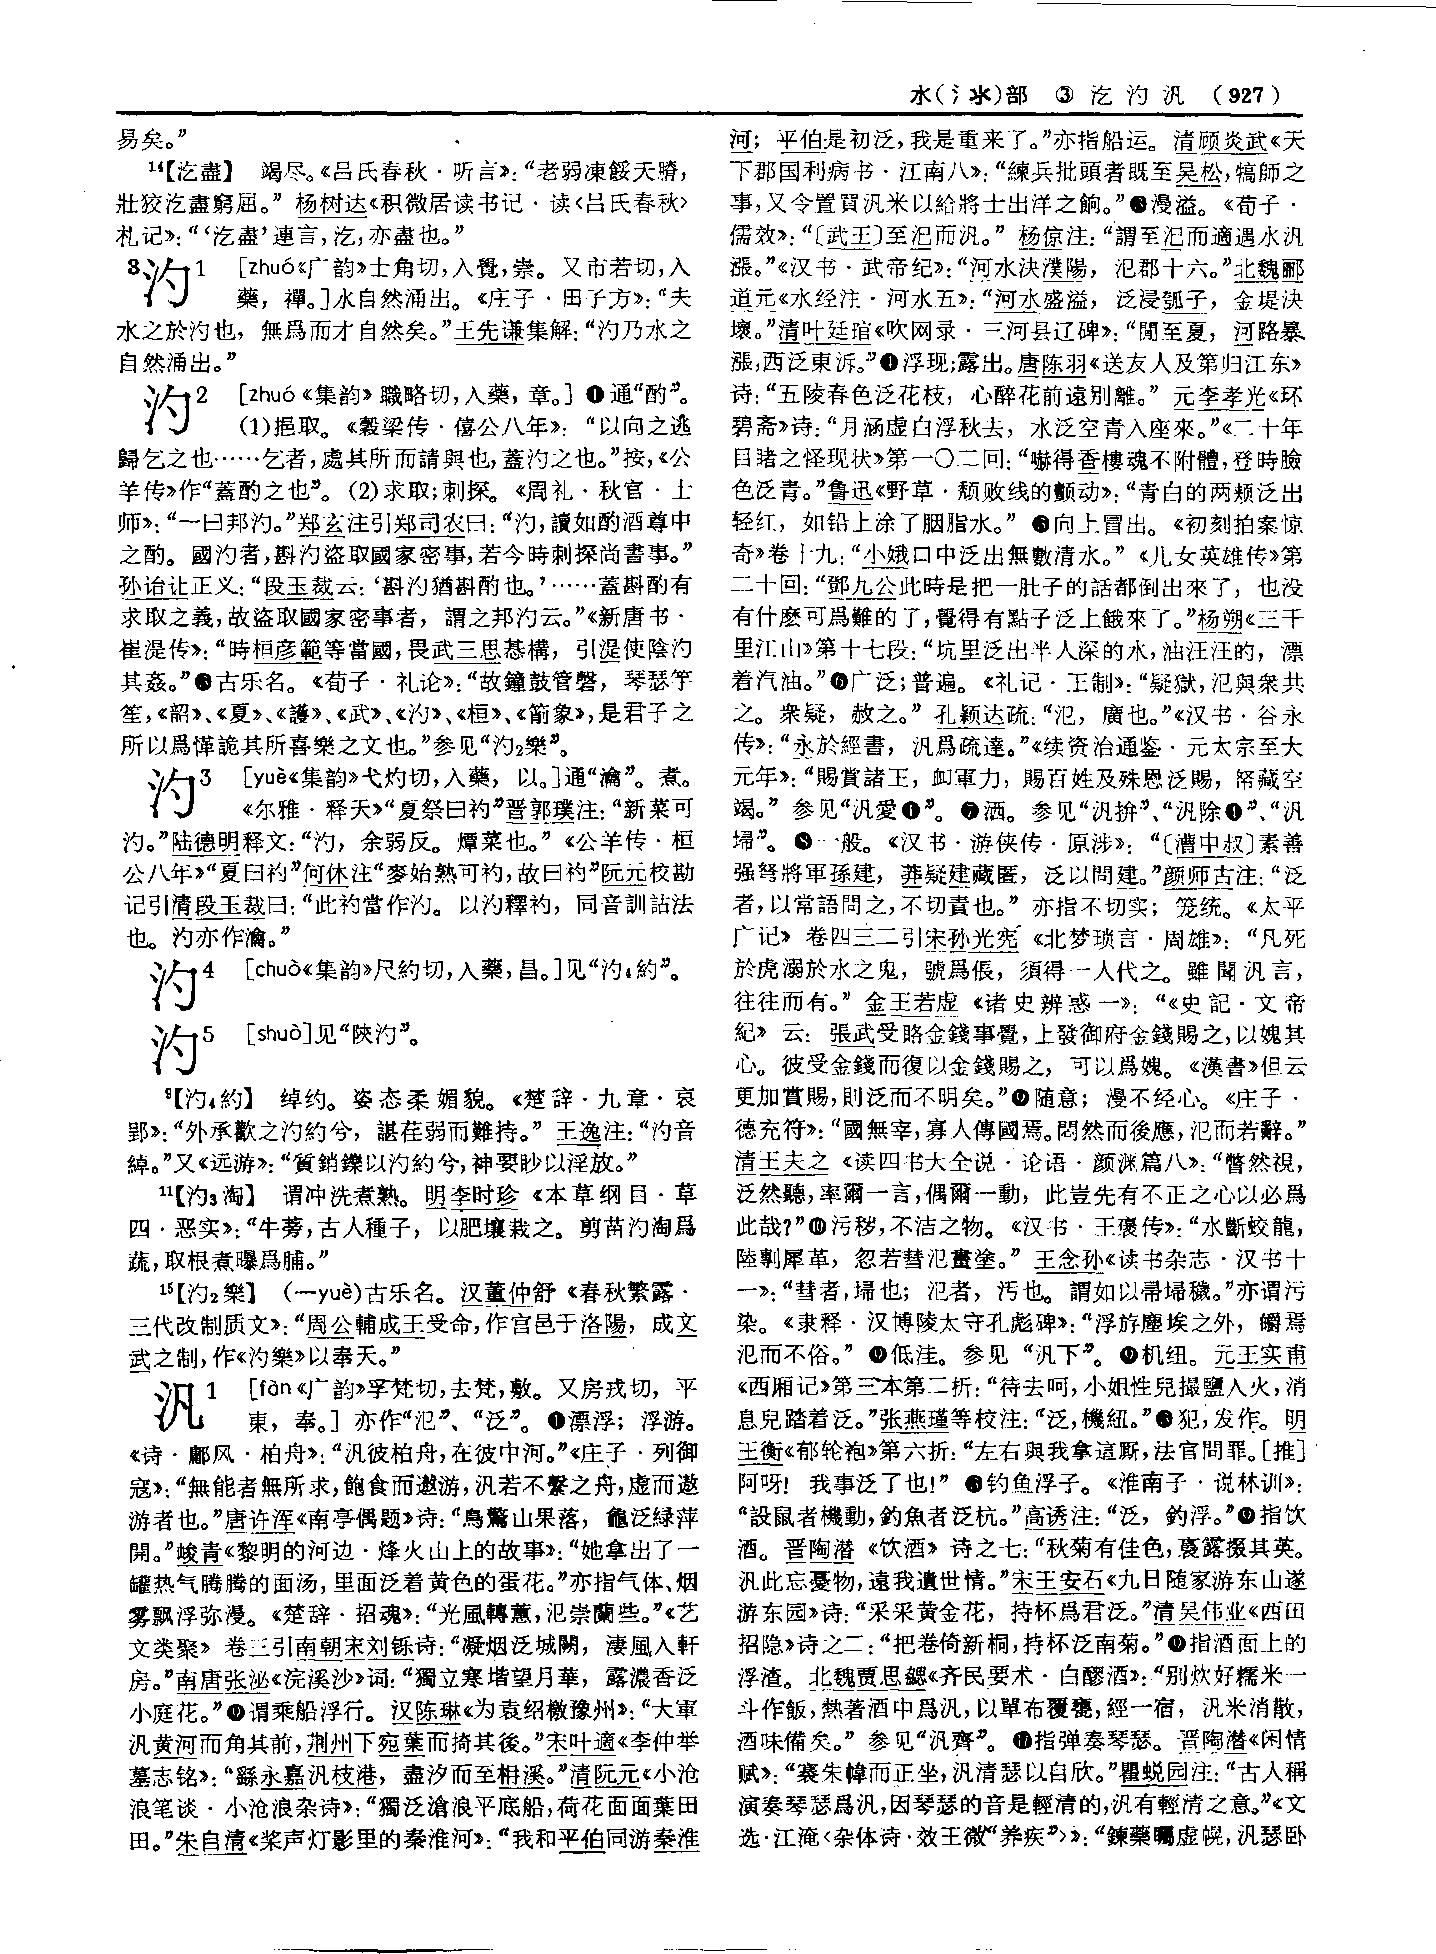 水(氵氺)部 ③ 汔 汋 汎 (927)
易矣。”
¹⁴【汔盡】 竭尽。《吕氏春秋·听言》:“老弱凍餒夭膌,
壯狡汔盡窮屈。” 杨树达《积微居读书记·读〈吕氏春秋〉
札记》:“‘汔盡’連言,汔,亦盡也。”
³汋1 [zhuó《广韵》士角切,入覺,崇。又市若切,入
藥,禪。]水自然涌出。《庄子·田子方》:“夫
水之於汋也,無爲而才自然矣。”王先谦集解:“汋乃水之
自然涌出。”
汋2 [zhuó《集韵》職略切,入藥,章。]❶通“酌”。
(1)挹取。《穀梁传·僖公八年》:“以向之逃
歸乞之也……乞者,處其所而請與也,蓋汋之也。”按,《公
羊传》作“蓋酌之也”。(2)求取;刺探。《周礼·秋官·士
师》:“一曰邦汋。”郑玄注引郑司农曰:“汋,讀如酌酒尊中
之酌。國汋者,斟汋盜取國家密事,若今時刺探尚書事。”
孙诒让正义:“段玉裁云:‘斟汋猶斟酌也。’……蓋斟酌有
求取之義,故盜取國家密事者,謂之邦汋云。”《新唐书·
崔湜传》:“時桓彦範等當國,畏武三思惎構,引湜使陰汋
其姦。”❷古乐名。《荀子·礼论》:“故鐘鼓管磬,琴瑟竽
笙,《韶》、《夏》、《護》、《武》、《汋》、《桓》、《箾象》,是君子之
所以爲愅詭其所喜樂之文也。”参见“汋₂樂”。
汋3 [yuè《集韵》弋灼切,入藥,以。]通“瀹”。煮。
《尔雅·释天》“夏祭曰礿”晋郭璞注:“新菜可
汋。”陆德明释文:“汋,余弱反。燂菜也。”《公羊传·桓
公八年》“夏曰礿”何休注“麥始熟可礿,故曰礿”阮元校勘
记引清段玉裁曰:“此礿當作汋。以汋釋礿,同音訓詁法
也。汋亦作瀹。”
汋4 [chuò《集韵》尺約切,入藥,昌。]见“汋₄約”。
汋5 [shuò]见“陝汋”。
⁹【汋₄約】 绰约。姿态柔媚貌。《楚辞·九章·哀
郢》:“外承歡之汋約兮,諶荏弱而難持。”王逸注:“汋音
綽。”又《远游》:“質銷鑠以汋約兮,神要眇以淫放。”
¹¹【汋₃淘】 谓冲洗煮熟。明李时珍《本草纲目·草
四·恶实》:“牛蒡,古人種子,以肥壤栽之。剪苗汋淘爲
蔬,取根煮曝爲脯。”
¹⁵【汋₂樂】 (—yuè)古乐名。汉董仲舒《春秋繁露·
三代改制质文》:“周公輔成王受命,作宫邑于洛陽,成文
武之制,作《汋樂》以奉天。”
汎1 [fàn《广韵》孚梵切,去梵,敷。又房戎切,平
東,奉。]亦作“氾”、“泛”。❶漂浮;浮游。
《诗·鄘风·柏舟》:“汎彼柏舟,在彼中河。”《庄子·列御
寇》:“無能者無所求,飽食而遨游,汎若不繫之舟,虚而遨
游者也。”唐许浑《南亭偶题》诗:“鳥驚山果落,龜泛绿萍
開。”峻青《黎明的河边·烽火山上的故事》:“她拿出了一
罐热气腾腾的面汤,里面泛着黄色的蛋花。”亦指气体、烟
雾飘浮弥漫。《楚辞·招魂》:“光風轉蕙,氾崇蘭些。”《艺
文类聚》卷三引南朝宋刘铄诗:“凝烟泛城闕,淒風入軒
房。”南唐张泌《浣溪沙》词:“獨立寒堦望月華,露濃香泛
小庭花。”❷谓乘船浮行。汉陈琳《为袁绍檄豫州》:“大軍
汎黄河而角其前,荆州下宛葉而掎其後。”宋叶適《李仲举
墓志铭》:“繇永嘉汎枝港,盡汐而至枏溪。”清阮元《小沧
浪笔谈·小沧浪杂诗》:“獨泛滄浪平底船,荷花面面葉田
田。”朱自清《桨声灯影里的秦淮河》:“我和平伯同游秦淮
河;平伯是初泛,我是重来了。”亦指船运。清顾炎武《天
下郡国利病书·江南八》:“練兵批頭者既至吴松,犒師之
事,又令置買汎米以給將士出洋之餉。”❸漫溢。《荀子·
儒效》:“〔武王〕至汜而汎。”杨倞注:“謂至汜而適遇水汎
漲。”《汉书·武帝纪》:“河水決濮陽,氾郡十六。”北魏郦
道元《水经注·河水五》:“河水盛溢,泛浸瓠子,金堤決
壞。”清叶廷琯《吹网录·三河县辽碑》:“閒至夏,河路暴
漲,西泛東泝。”❹浮现;露出。唐陈羽《送友人及第归江东》
诗:“五陵春色泛花枝,心醉花前遠别離。”元李孝光《环
碧斋》诗:“月涵虚白浮秋去,水泛空青入座來。”《二十年
目睹之怪现状》第一〇二回:“嚇得香樓魂不附體,登時臉
色泛青。”鲁迅《野草·颓败线的颤动》:“青白的两颊泛出
轻红,如铅上涂了胭脂水。”❺向上冒出。《初刻拍案惊
奇》卷十九:“小娥口中泛出無數清水。”《儿女英雄传》第
二十回:“鄧九公此時是把一肚子的話都倒出來了,也没
有什麽可爲難的了,覺得有點子泛上餓來了。”杨朔《三千
里江山》第十七段:“坑里泛出半人深的水,油汪汪的,漂
着汽油。”❻广泛;普遍。《礼记·王制》:“疑獄,氾與衆共
之。衆疑,赦之。”孔颖达疏:“氾,廣也。”《汉书·谷永
传》:“永於經書,汎爲疏達。”《续资治通鉴·元太宗至大
元年》:“賜賞諸王,卹軍力,賜百姓及殊恩泛賜,帑藏空
竭。”参见“汎愛❶”。❼洒。参见“汎拚”、“汎除❶”、“汎
埽”。❽一般。《汉书·游侠传·原涉》:“〔漕中叔〕素善
强弩將軍孫建,莽疑建藏匿,泛以問建。”颜师古注:“泛
者,以常語問之,不切責也。”亦指不切实;笼统。《太平
广记》卷四三二引宋孙光宪《北梦琐言·周雄》:“凡死
於虎溺於水之鬼,號爲倀,須得一人代之。雖聞汎言,
往往而有。”金王若虚《诸史辨惑一》:“《史記·文帝
紀》云:張武受賂金錢事覺,上發御府金錢賜之,以媿其
心。彼受金錢而復以金錢賜之,可以爲媿。《漢書》但云
更加賞賜,則泛而不明矣。”❾随意;漫不经心。《庄子·
德充符》:“國無宰,寡人傳國焉。悶然而後應,氾而若辭。”
清王夫之《读四书大全说·论语·颜渊篇八》:“瞥然視,
泛然聽,率爾一言,偶爾一動,此豈先有不正之心以必爲
此哉?”❿污秽,不洁之物。《汉书·王褒传》:“水斷蛟龍,
陸剸犀革,忽若彗氾畫塗。”王念孙《读书杂志·汉书十
一》:“彗者,埽也;氾者,汚也。謂如以帚埽穢。”亦谓污
染。《隶释·汉博陵太守孔彪碑》:“浮斿塵埃之外,皭焉
氾而不俗。”⓫低洼。参见“汎下”。⓬机纽。元王实甫
《西厢记》第三本第二折:“待去呵,小姐性兒撮鹽入火,消
息兒踏着泛。”张燕瑾等校注:“泛,機紐。”⓭犯,发作。明
王衡《郁轮袍》第六折:“左右與我拿這厮,法官問罪。[推]
阿呀!我事泛了也!”⓮钓鱼浮子。《淮南子·说林训》:
“設鼠者機動,釣魚者泛杭。”高诱注:“泛,釣浮。”⓯指饮
酒。晋陶潜《饮酒》诗之七:“秋菊有佳色,裛露掇其英。
汎此忘憂物,遠我遺世情。”宋王安石《九日随家游东山遂
游东园》诗:“采采黄金花,持杯爲君泛。”清吴伟业《西田
招隐》诗之二:“把卷倚新桐,持杯泛南菊。”⓰指酒面上的
浮渣。北魏贾思勰《齐民要术·白醪酒》:“别炊好糯米一
斗作飯,熱著酒中爲汎,以單布覆甕,經一宿,汎米消散,
酒味備矣。”参见“汎齊”。⓱指弹奏琴瑟。晋陶潜《闲情
赋》:“褰朱幃而正坐,汎清瑟以自欣。”瞿蜕园注:“古人稱
演奏琴瑟爲汎,因琴瑟的音是輕清的,汎有輕清之意。”《文
选·江淹〈杂体诗·效王微“养疾”〉》:“鍊藥矚虚幌,汎瑟卧